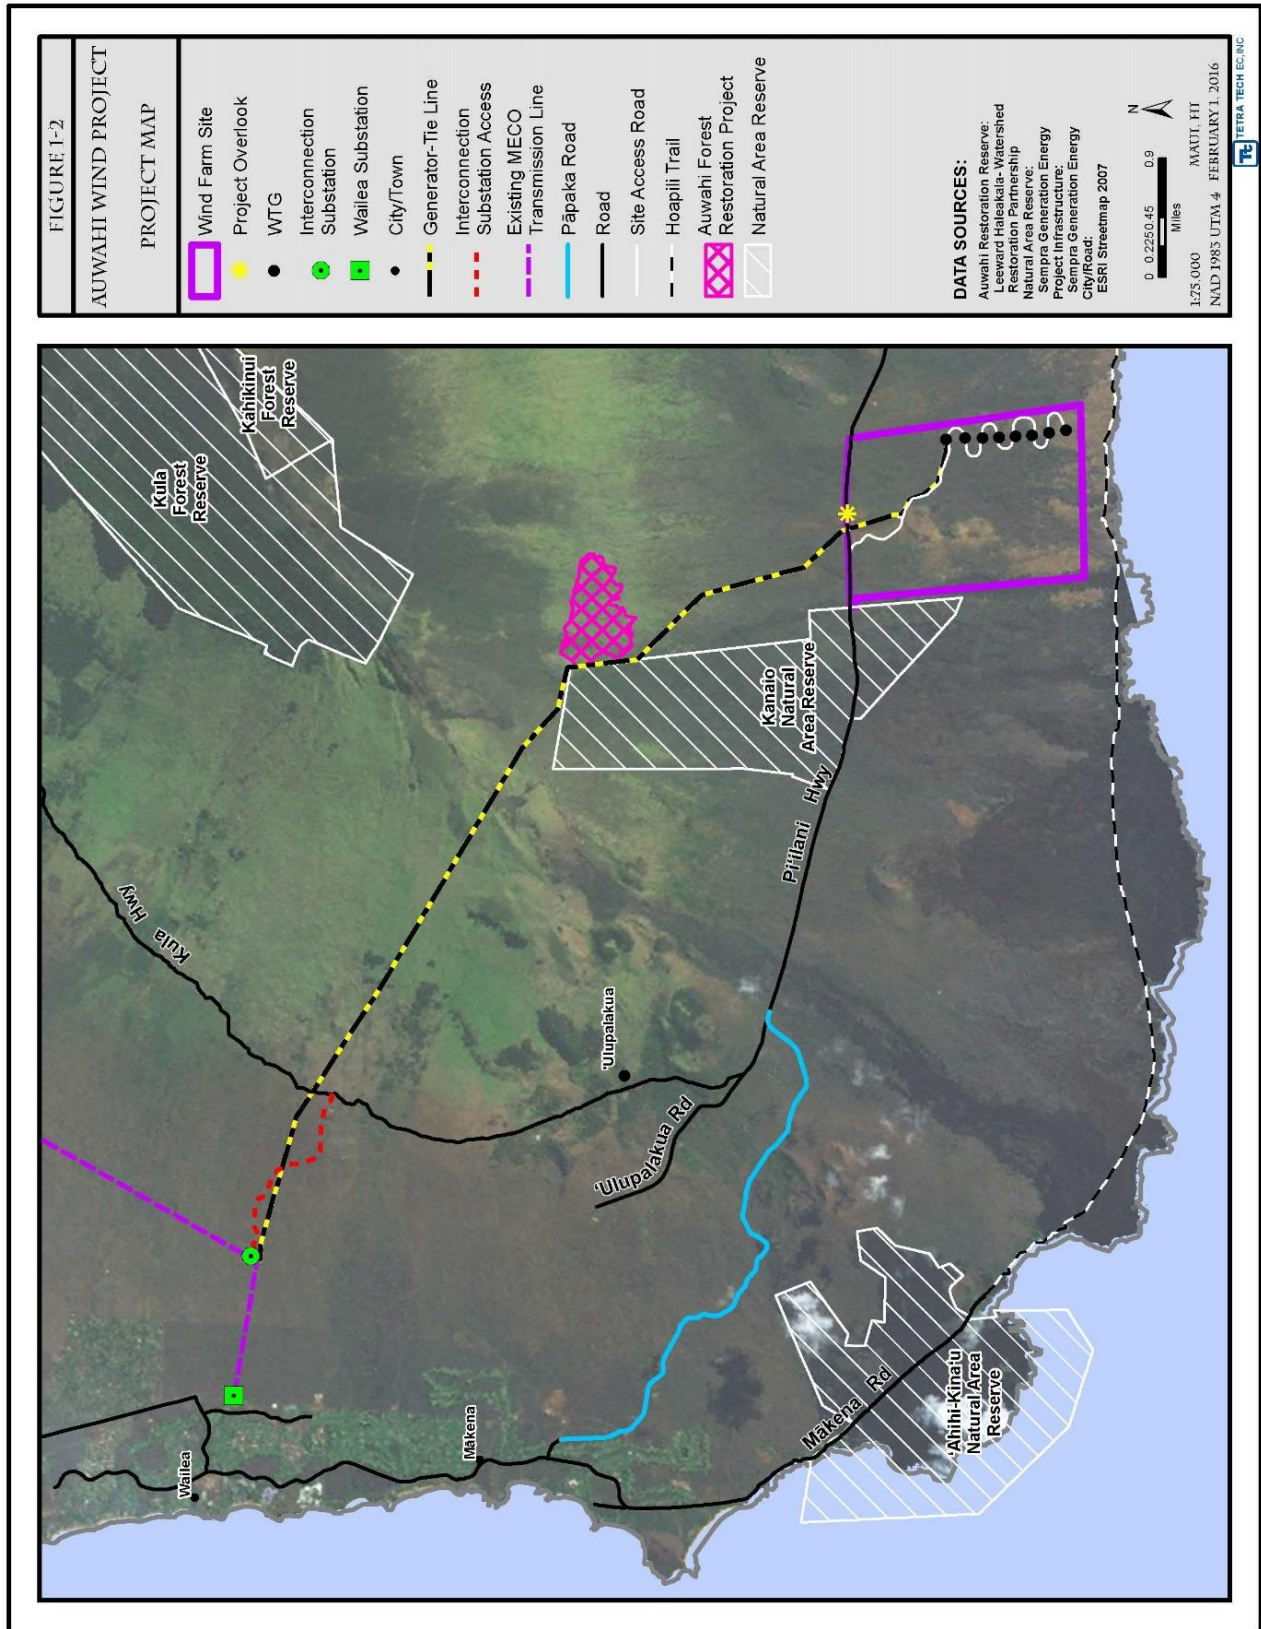 FIGURE 1-2
AUWAHI WIND PROJECT
PROJECT MAP
Wind Farm Site
Project Overlook
WTG
Interconnection
Substation
Wailea Substation
City/Town
Generator-Tie Line
Interconnection
Substation Access
Existing MECO
Transmission Line
Pāpaka Road
Road
Site Access Road
Hoapili Trail
Auwahi Forest
Restoration Project
Natural Area Reserve
DATA SOURCES:
Auwahi Restoration Reserve:
Leeward Haleakala-Watershed
Restoration Partnership
Natural Area Reserve:
Sempra Generation Energy
Project Infrastructure:
Sempra Generation Energy
City/Road:
ESRI Streetmap 2007
N
0 0.2250.45 0.9
Miles
1:75,000 MAUI, HI
NAD 1983 UTM 4 FEBRUARY 1, 2016
Tt TETRA TECH EC,INC
Kula
Forest
Reserve
Kahikinui
Forest
Reserve
Kula Hwy
Wailea
Makena
'Ulupalakua
'Ulupalakua Rd
Pi'ilani Hwy
Kanaio
Natural
Area Reserve
Mākena Rd
'Ahihi-Kina'u
Natural Area
Reserve